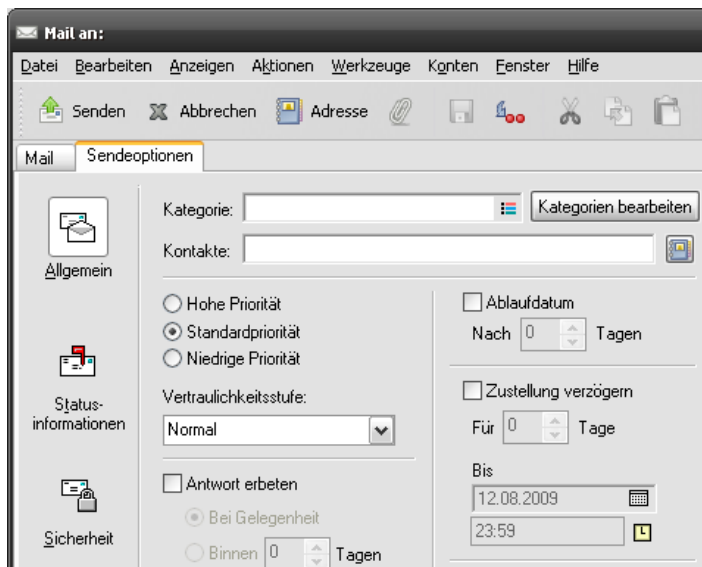 Mail an:
Datei Bearbeiten Anzeigen Aktionen Werkzeuge Konten Fenster Hilfe
Senden Abbrechen Adresse
Mail Sendeoptionen
Kategorie: Kategorien bearbeiten
Kontakte:
Allgemein
Hohe Priorität
Standardpriorität
Niedrige Priorität
Vertraulichkeitsstufe:
Normal
Antwort erbeten
Bei Gelegenheit
Binnen 0 Tagen
Ablaufdatum
Nach 0 Tagen
Zustellung verzögern
Für 0 Tage
Bis
12.08.2009
23:59
Status-
informationen
Sicherheit